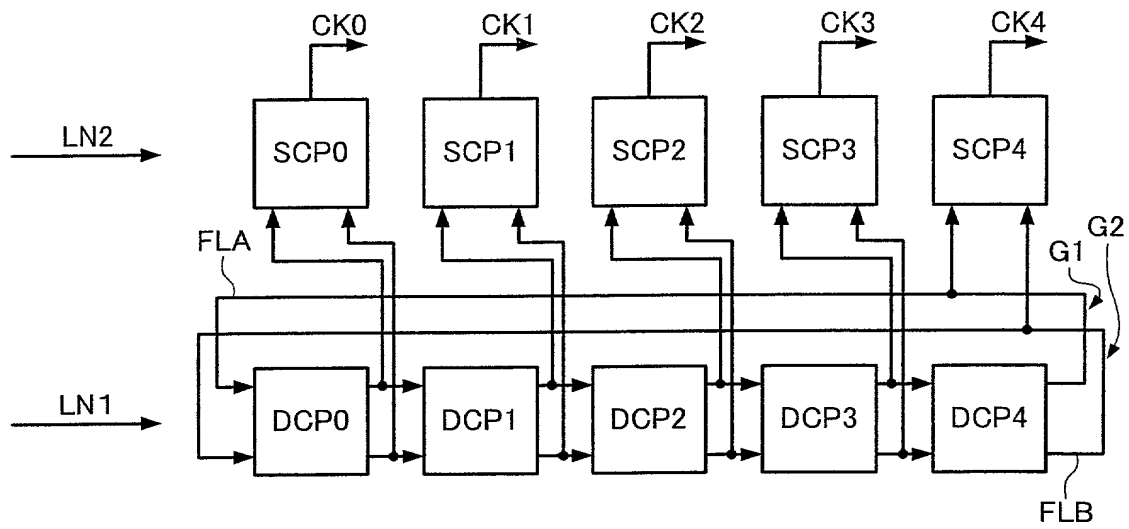 CK0 CK1 CK2 CK3 CK4
LN2
SCP0 SCP1 SCP2 SCP3 SCP4
FLA
G1
G2
LN1
DCP0 DCP1 DCP2 DCP3 DCP4
FLB